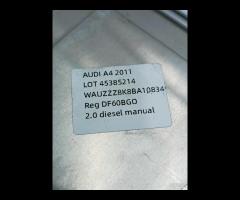 AUDI A4 2011
LOT 45385214
WAUZZZ8K8BA10834
Reg DF60BGO
2.0 diesel manual